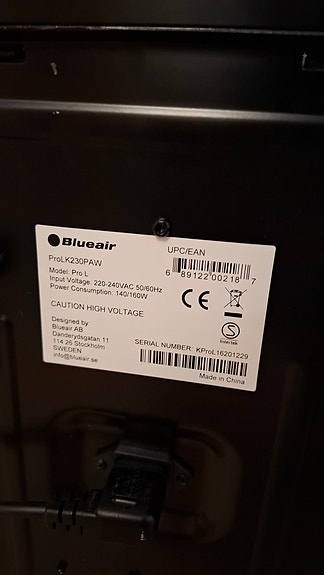 Blueair
ProLK230PAW
Model: Pro L
Input Voltage: 220-240VAC 50/60Hz
Power Consumption: 140/160W
CAUTION HIGH VOLTAGE
Designed by:
Blueair AB
Danderydsgatan 11
114 26 Stockholm
SWEDEN
info@blueair.se
UPC/EAN
6 89122 00218 7
CE
S
Intertek
SERIAL NUMBER: KProL16201229
Made in China